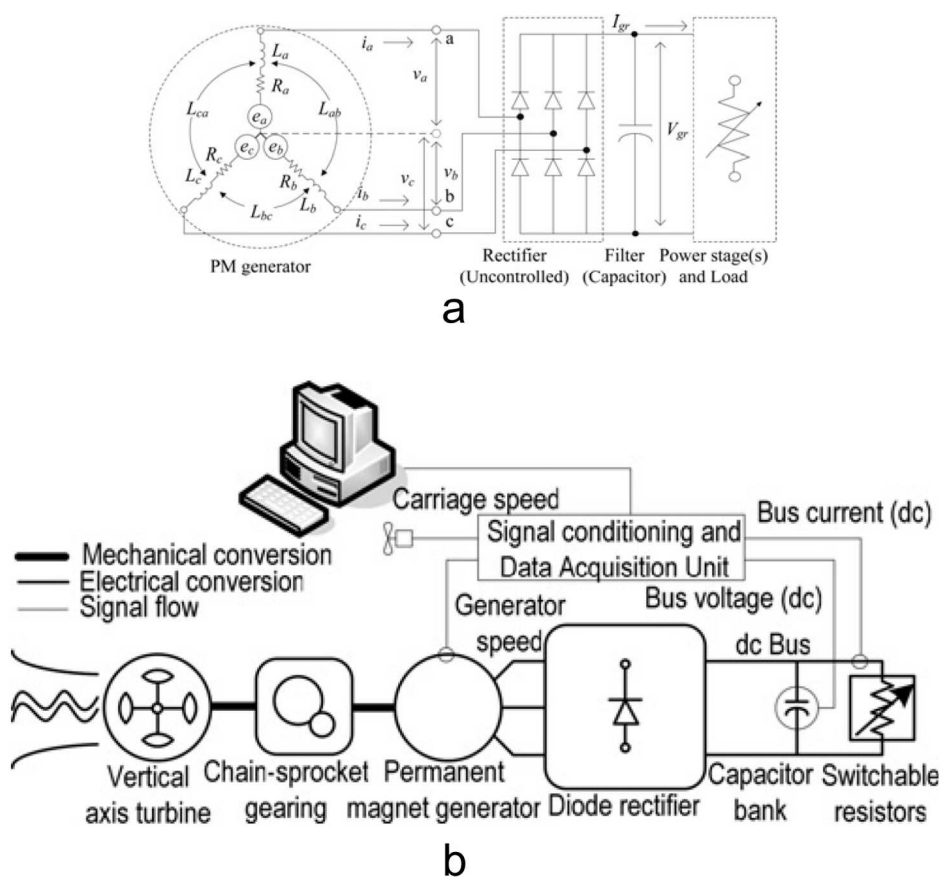 I_gr
i_a
a
L_a
R_a
v_a
L_ca
L_ab
e_a
e_c
e_b
V_gr
R_c
R_b
L_c
L_b
L_bc
v_c
v_b
i_b
b
i_c
c
PM generator
Rectifier
(Uncontrolled)
Filter
(Capacitor)
Power stage(s)
and Load
a
Carriage speed
Bus current (dc)
Signal conditioning and
Data Acquisition Unit
Mechanical conversion
Electrical conversion
Signal flow
Bus voltage (dc)
Generator
speed
dc Bus
Vertical
axis turbine
Chain-sprocket
gearing
Permanent
magnet generator
Diode rectifier
Capacitor
bank
Switchable
resistors
b